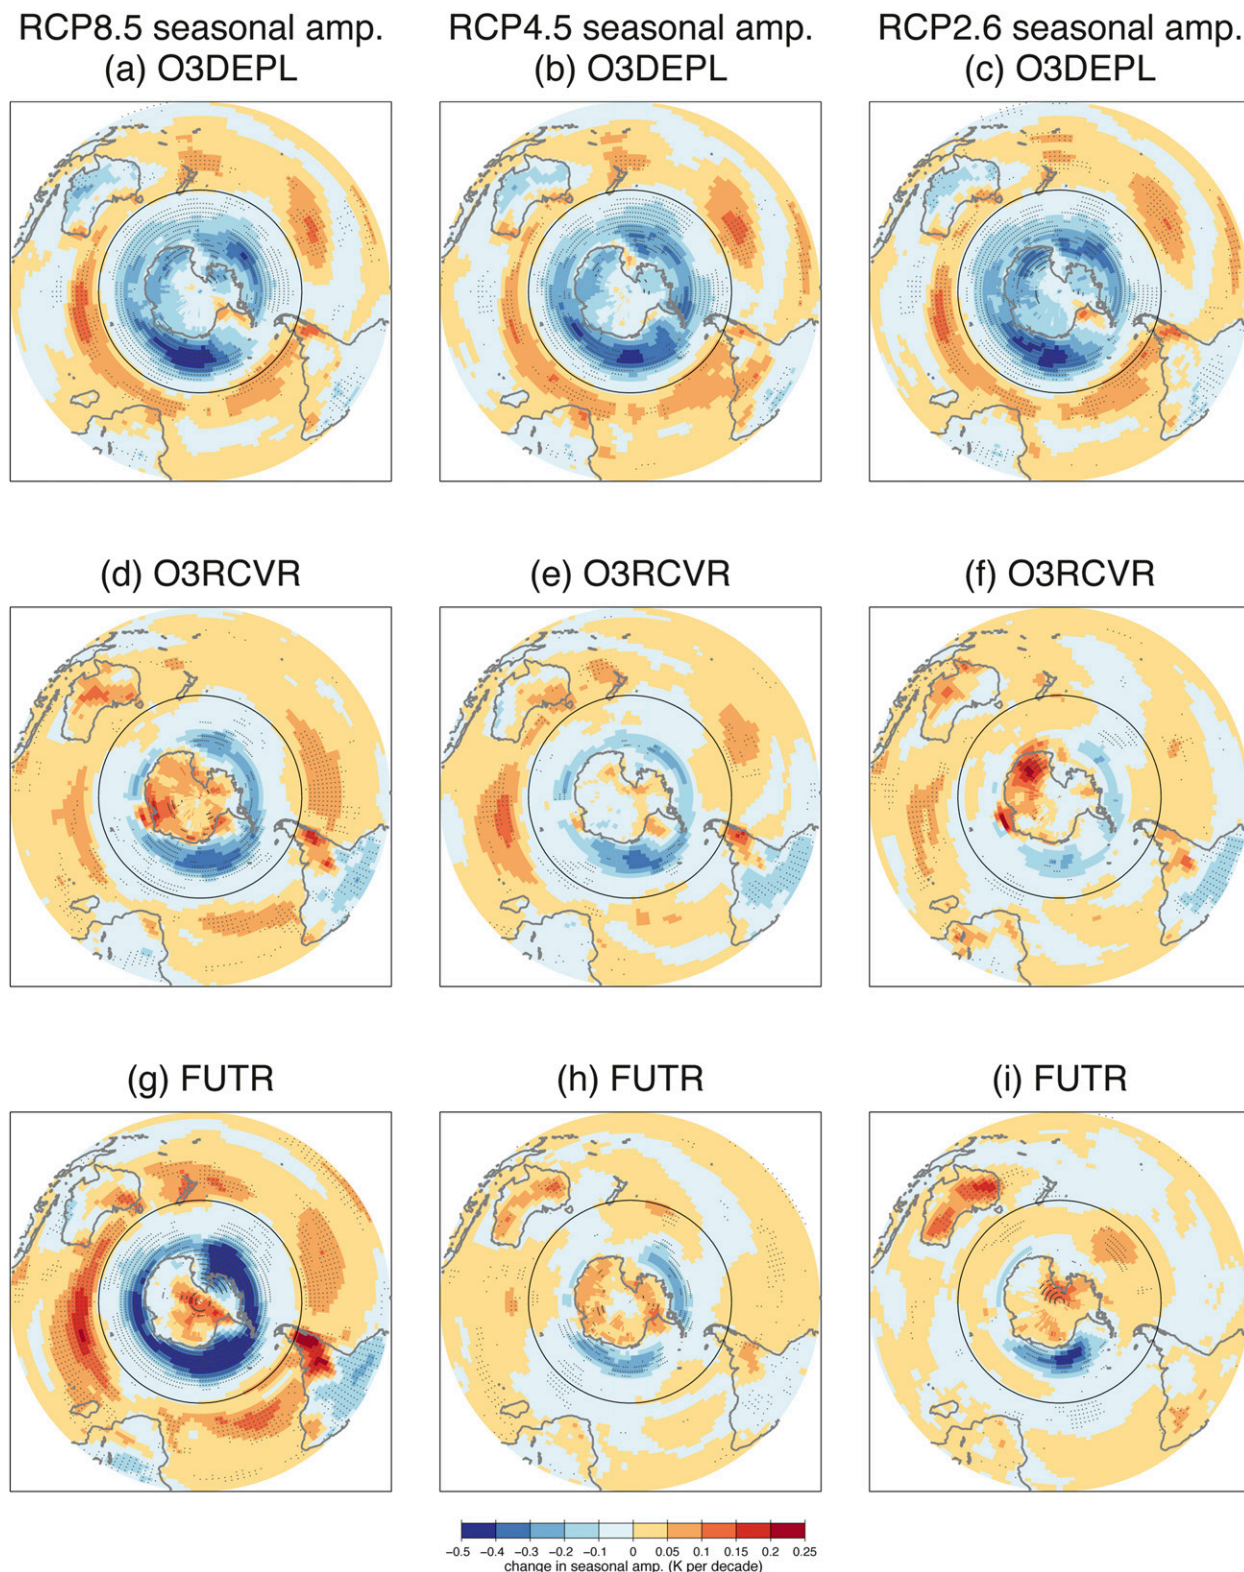 RCP8.5 seasonal amp. RCP4.5 seasonal amp. RCP2.6 seasonal amp.
(a) O3DEPL (b) O3DEPL (c) O3DEPL
(d) O3RCVR (e) O3RCVR (f) O3RCVR
(g) FUTR (h) FUTR (i) FUTR
−0.5 −0.4 −0.3 −0.2 −0.1 0 0.05 0.1 0.15 0.2 0.25
change in seasonal amp. (K per decade)